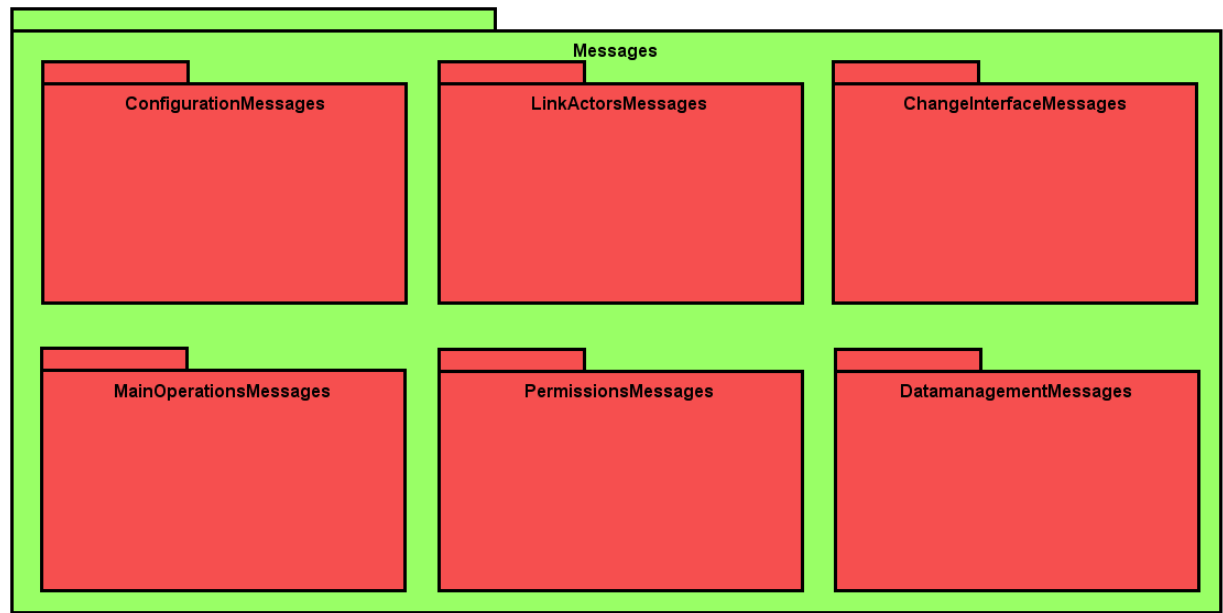 Messages
ConfigurationMessages
LinkActorsMessages
ChangeInterfaceMessages
MainOperationsMessages
PermissionsMessages
DatamanagementMessages